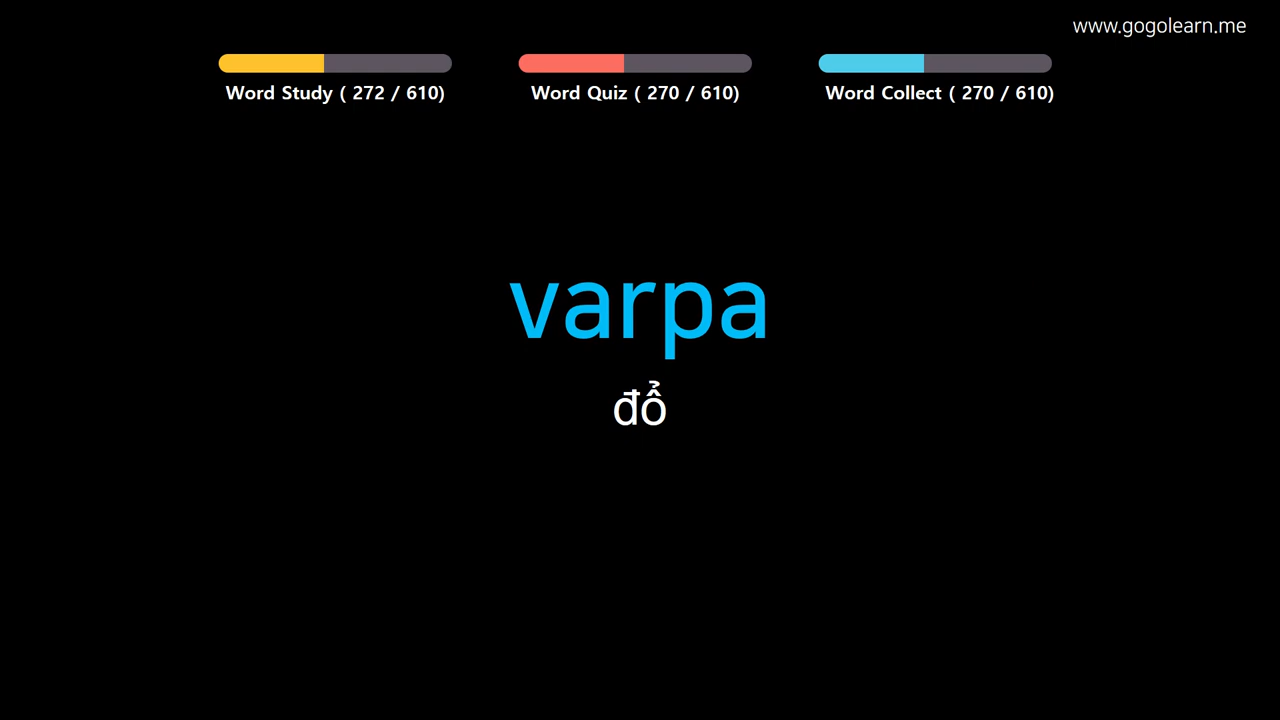 www.gogolearn.me
Word Study ( 272 / 610)
Word Quiz ( 270 / 610)
Word Collect ( 270 / 610)
varpa
đổ